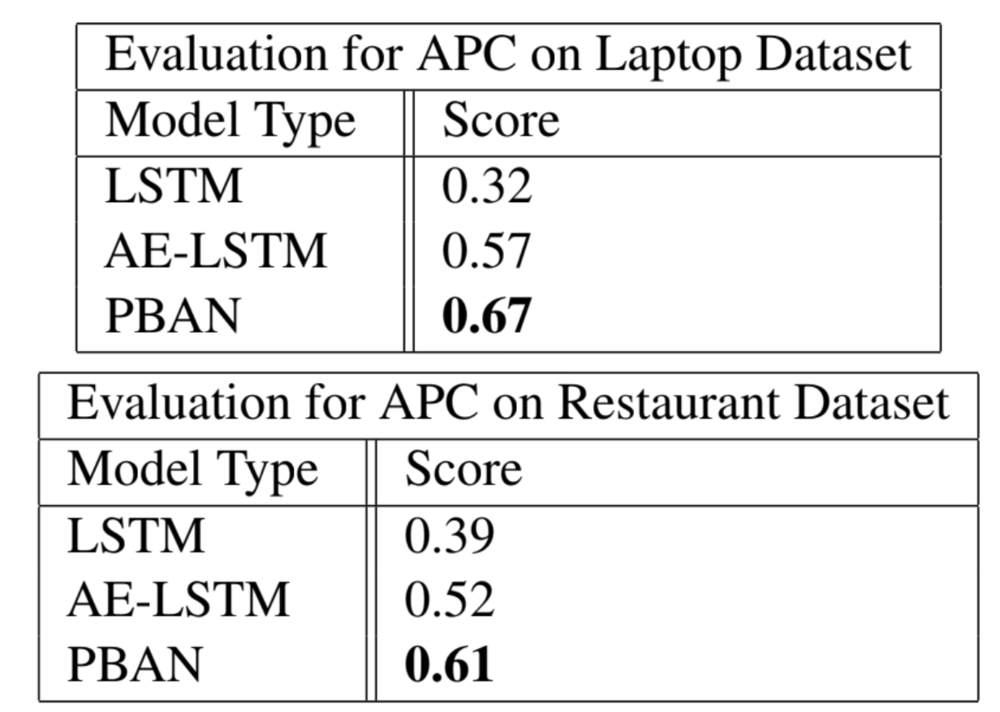 Evaluation for APC on Laptop Dataset
Model Type Score
LSTM 0.32
AE-LSTM 0.57
PBAN 0.67
Evaluation for APC on Restaurant Dataset
Model Type Score
LSTM 0.39
AE-LSTM 0.52
PBAN 0.61